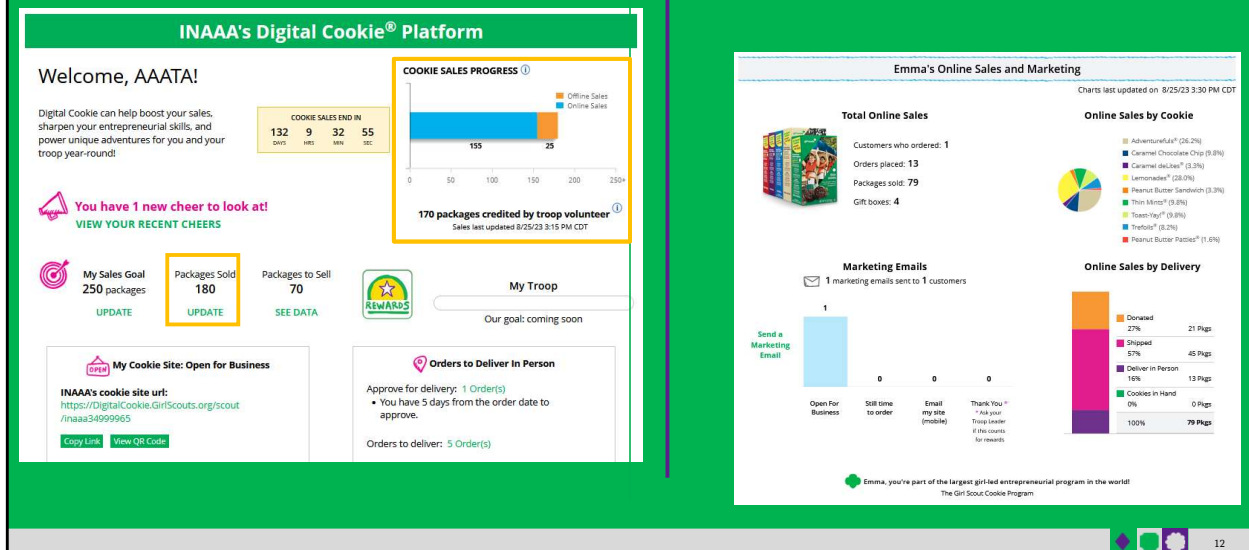 INAAA's Digital Cookie® Platform
Welcome, AAATA!
Digital Cookie can help boost your sales,
sharpen your entrepreneurial skills, and
power unique adventures for you and your
troop year-round!
COOKIE SALES END IN
132 9 32 55
DAYS HRS MIN SEC
COOKIE SALES PROGRESS
Offline Sales
Online Sales
155 25
0 50 100 150 200 250+
170 packages credited by troop volunteer
Sales last updated 8/25/23 3:15 PM CDT
You have 1 new cheer to look at!
VIEW YOUR RECENT CHEERS
My Sales Goal
250 packages
UPDATE
Packages Sold
180
UPDATE
Packages to Sell
70
SEE DATA
REWARDS
My Troop
Our goal: coming soon
OPEN
My Cookie Site: Open for Business
INAAA's cookie site url:
https://DigitalCookie.GirlScouts.org/scout
/inaaa34999965
Copy Link View QR Code
Orders to Deliver In Person
Approve for delivery: 1 Order(s)
• You have 5 days from the order date to
approve.
Orders to deliver: 5 Order(s)
Emma's Online Sales and Marketing
Charts last updated on 8/25/23 3:30 PM CDT
Total Online Sales
Customers who ordered: 1
Orders placed: 13
Packages sold: 79
Gift boxes: 4
Online Sales by Cookie
Adventurefuls® (26.2%)
Caramel Chocolate Chip (9.8%)
Caramel deLites® (3.3%)
Lemonades® (28.0%)
Peanut Butter Sandwich (3.3%)
Thin Mints® (9.8%)
Toast-Yay!® (9.8%)
Trefoils® (8.2%)
Peanut Butter Patties® (1.6%)
Marketing Emails
1 marketing emails sent to 1 customers
Send a
Marketing
Email
1
0 0 0
Open For
Business
Still time
to order
Email
my site
(mobile)
Thank You *
* Ask your
Troop Leader
if this counts
for rewards
Online Sales by Delivery
Donated
27% 21 Pkgs
Shipped
57% 45 Pkgs
Deliver in Person
16% 13 Pkgs
Cookies in Hand
0% 0 Pkgs
100% 79 Pkgs
Emma, you're part of the largest girl-led entrepreneurial program in the world!
The Girl Scout Cookie Program
12